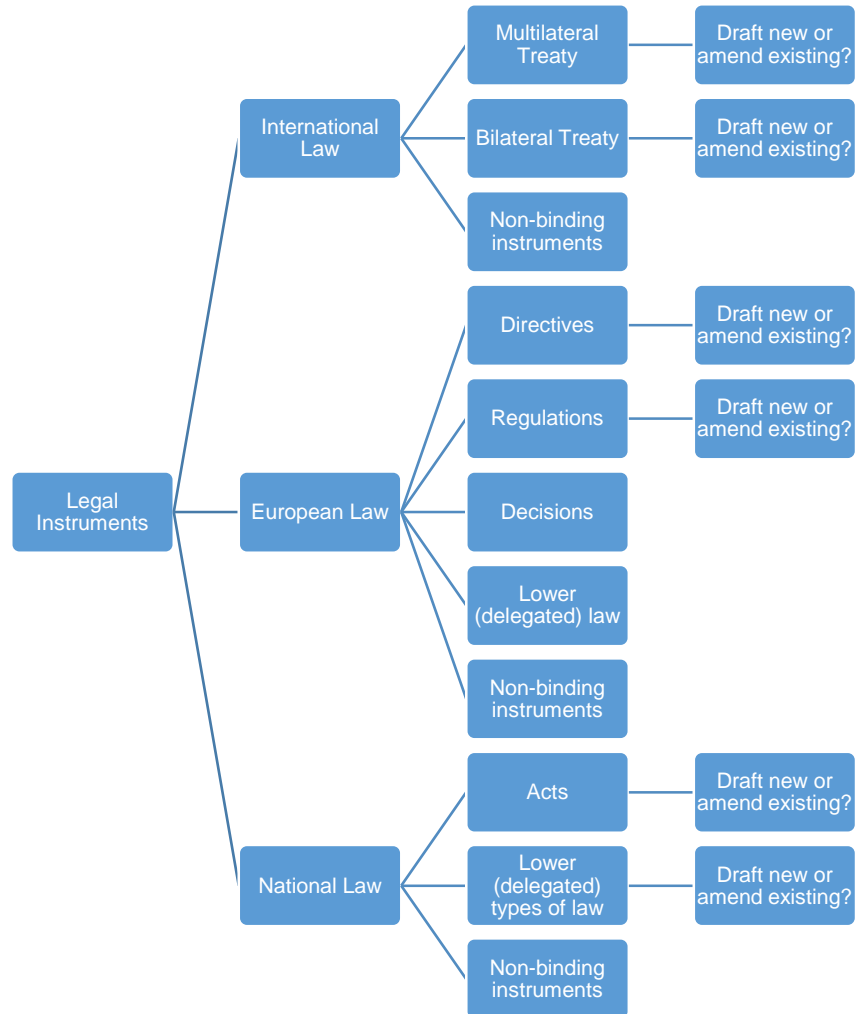 Multilateral
Treaty
Draft new or
amend existing?
International
Law
Bilateral Treaty
Draft new or
amend existing?
Non-binding
instruments
Directives
Draft new or
amend existing?
Regulations
Draft new or
amend existing?
Legal
Instruments
European Law
Decisions
Lower
(delegated) law
Non-binding
instruments
Acts
Draft new or
amend existing?
National Law
Lower
(delegated)
types of law
Draft new or
amend existing?
Non-binding
instruments